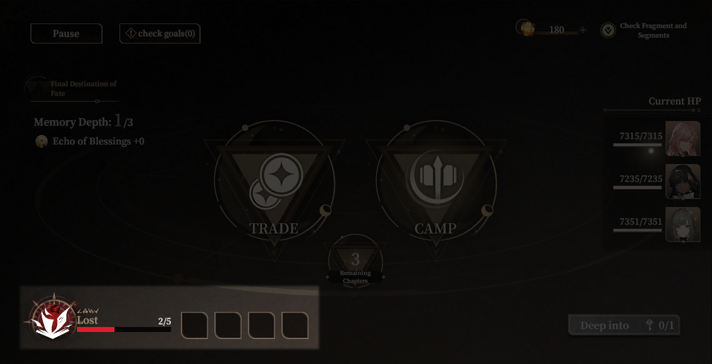 Pause
check goals(0)
180
Check Fragment and
Segments
Final Destination of
Fate
Memory Depth: 1/3
Echo of Blessings +0
Current HP
7315/7315
7235/7235
7351/7351
TRADE
CAMP
3
Remaining
Chapters
Lost
2/5
Deep into
0/1